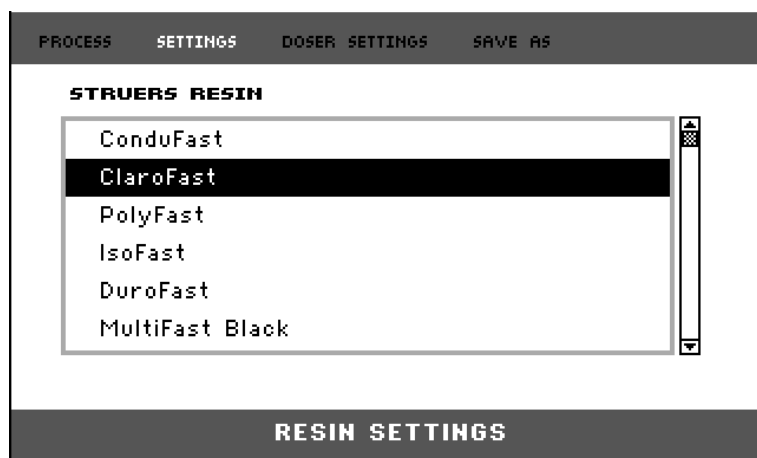 PROCESS SETTINGS DOSER SETTINGS SAVE AS
STRUERS RESIN
ConduFast
ClaroFast
PolyFast
IsoFast
DuroFast
MultiFast Black
RESIN SETTINGS